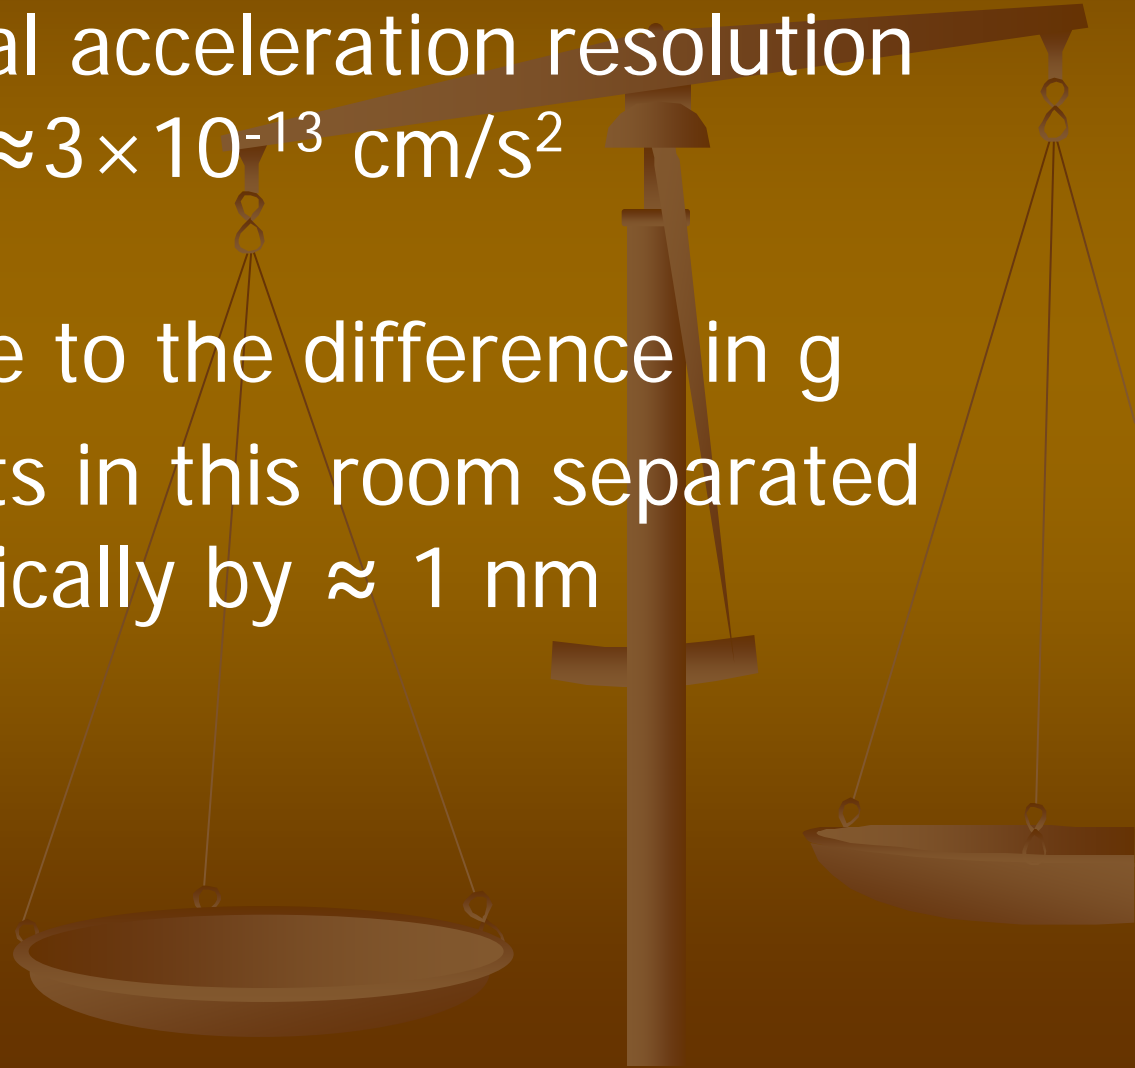 al acceleration resolution
≈3×10⁻¹³ cm/s²
e to the difference in g
ts in this room separated
ically by ≈ 1 nm